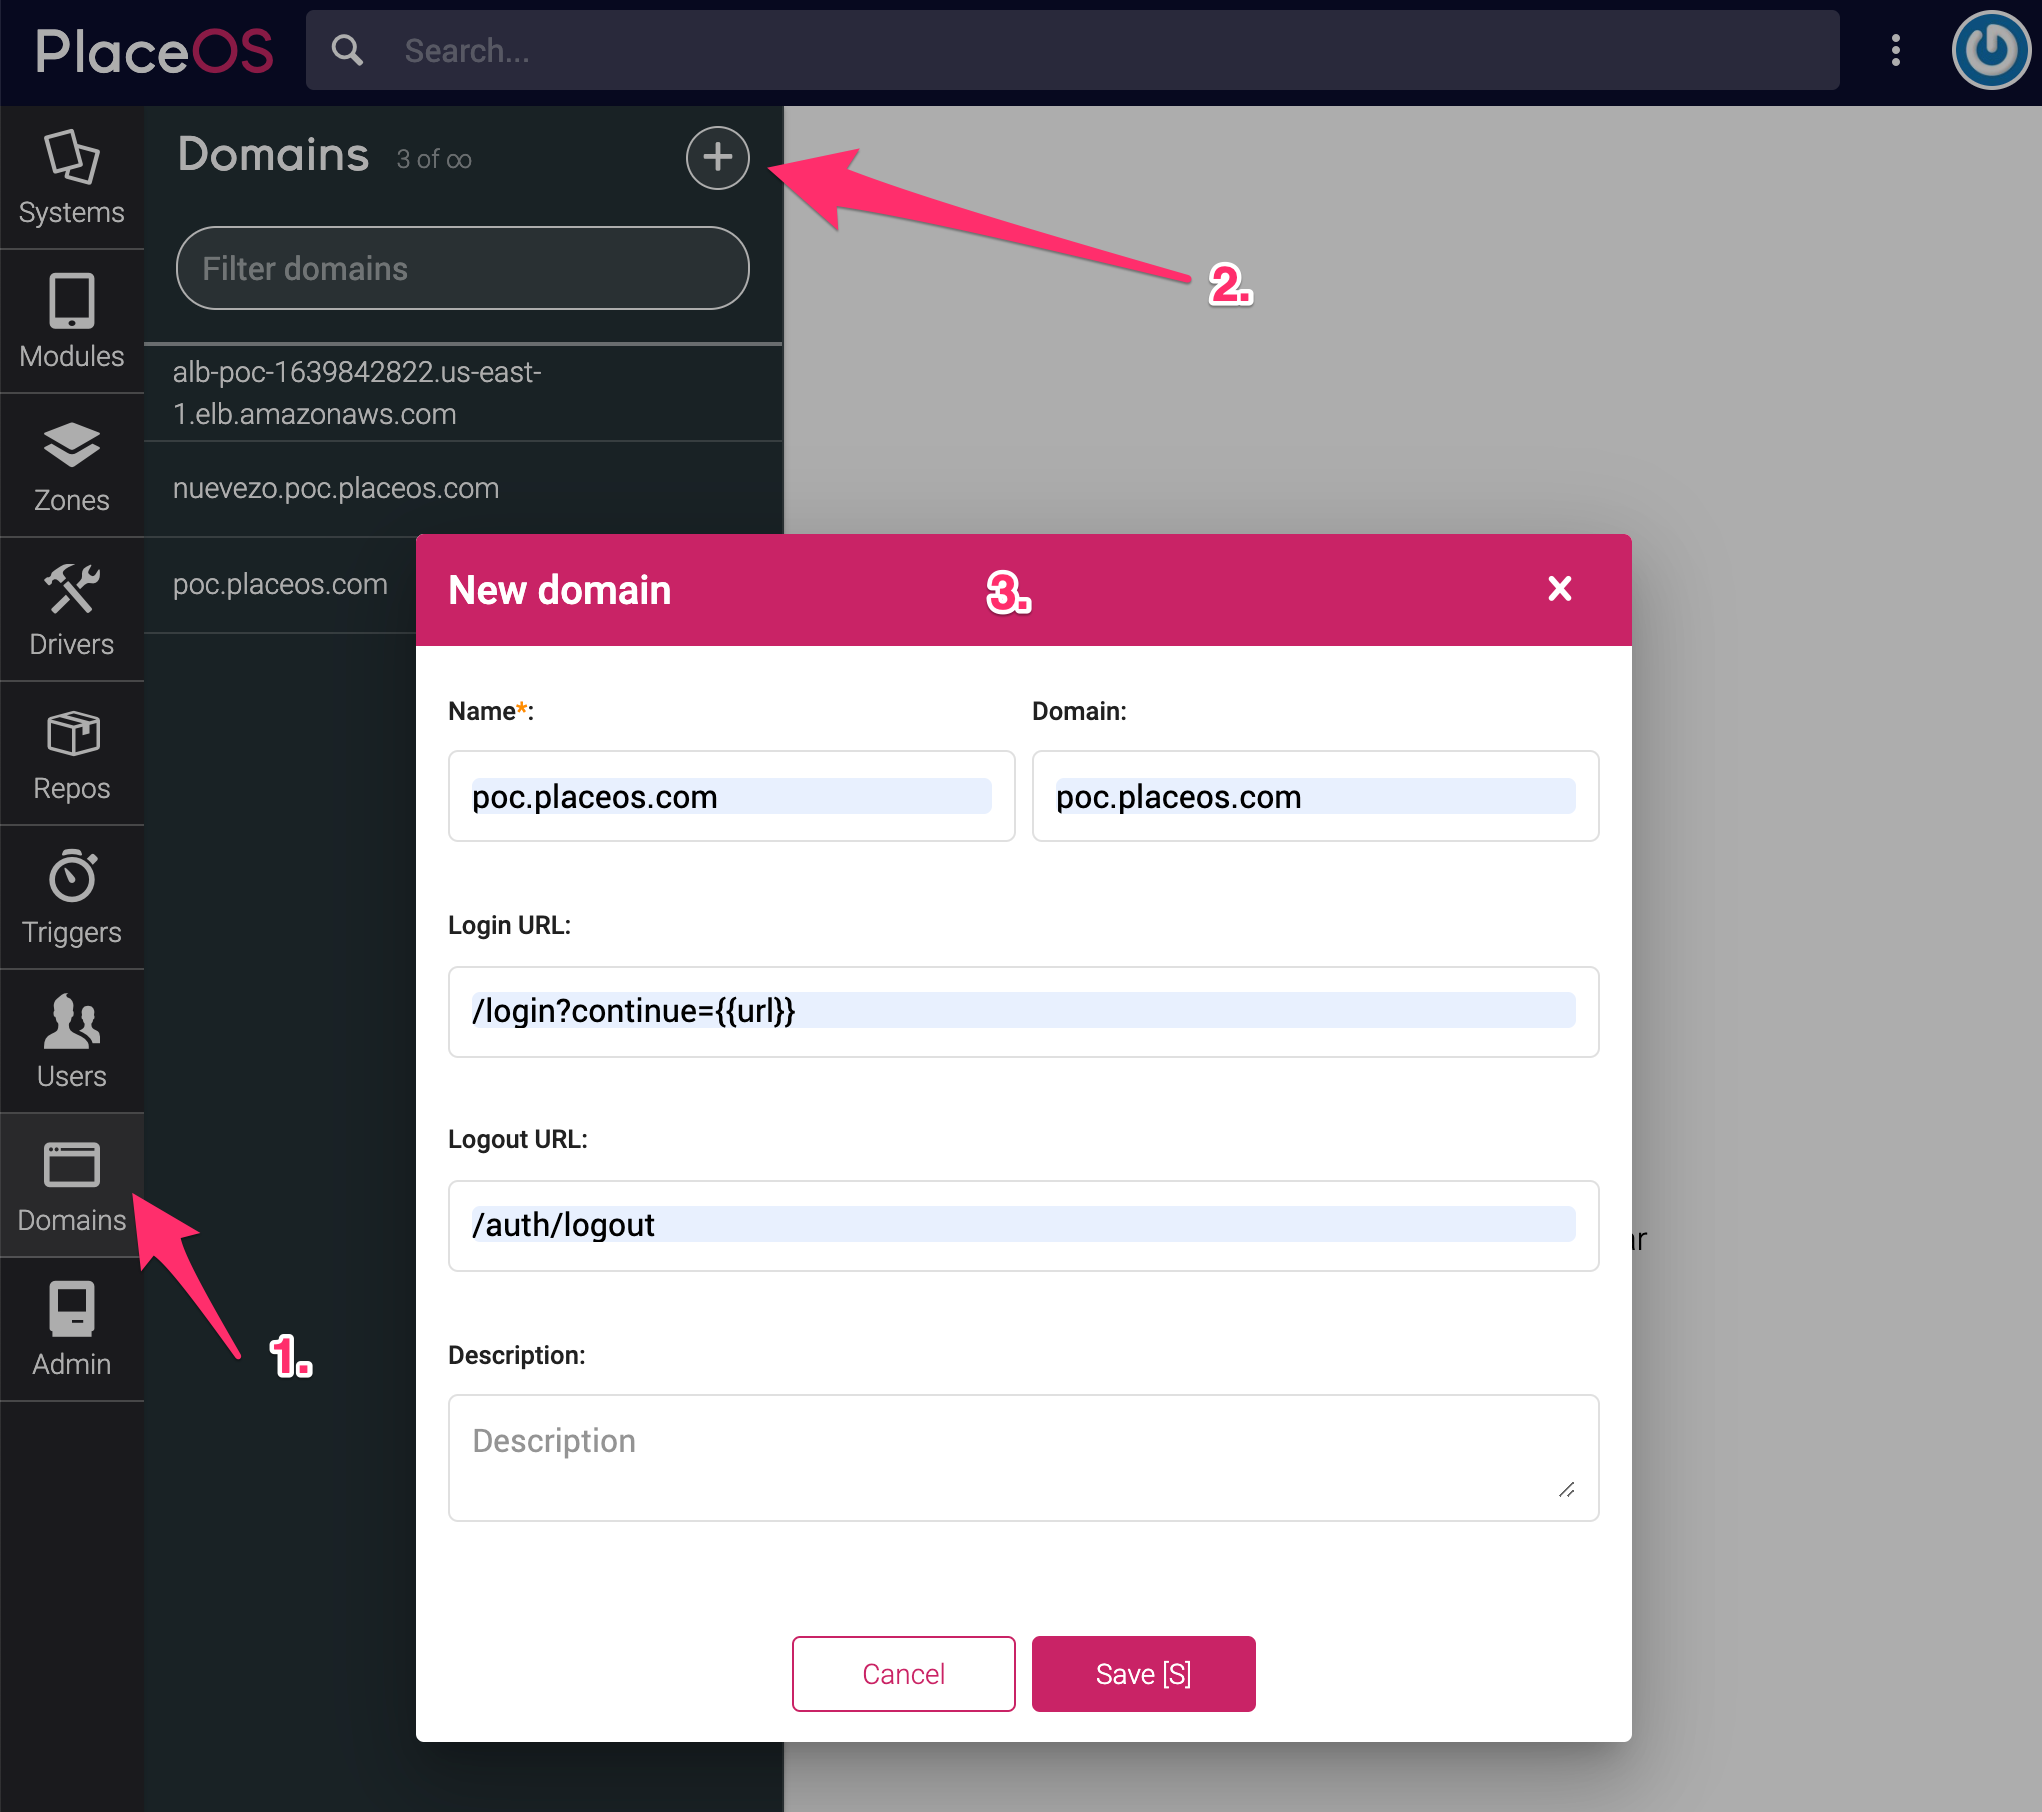 PlaceOS
Search...
Systems
Modules
Zones
Drivers
Repos
Triggers
Users
Domains
Admin
Domains 3 of ∞
Filter domains
alb-poc-1639842822.us-east-
1.elb.amazonaws.com
nuevezo.poc.placeos.com
poc.placeos.com
1.
2.
New domain
3.
Name*:
poc.placeos.com
Domain:
poc.placeos.com
Login URL:
/login?continue={{url}}
Logout URL:
/auth/logout
Description:
Description
Cancel
Save [S]